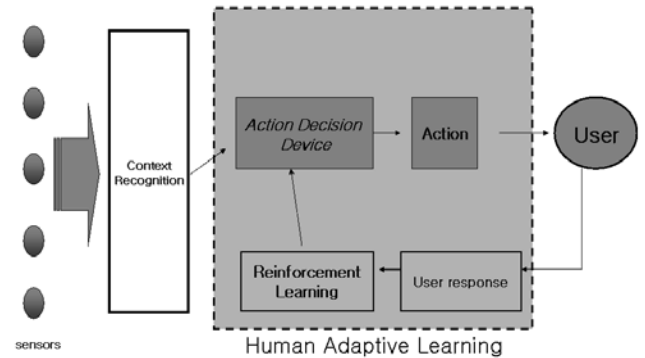 sensors
Context
Recognition
Action Decision
Device
Action
User
Reinforcement
Learning
User response
Human Adaptive Learning